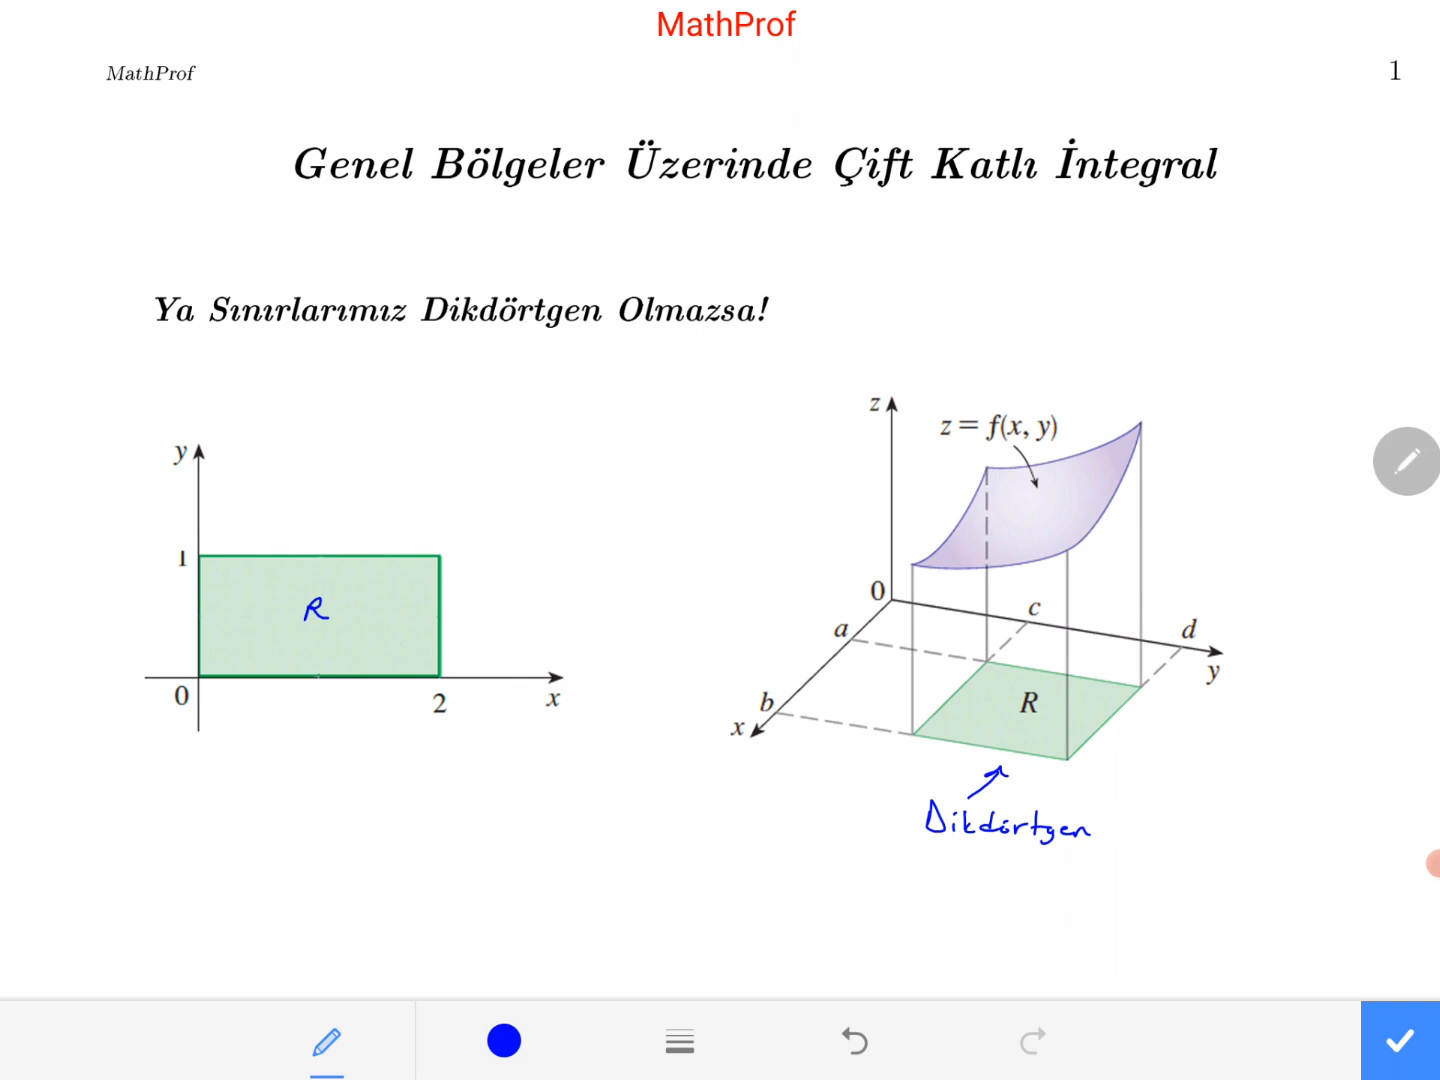 MathProf
MathProf
1
Genel Bölgeler Üzerinde Çift Katlı İntegral
Ya Sınırlarımız Dikdörtgen Olmazsa!
y
1
R
0
2
x
z
z = f(x, y)
0
c
a
d
y
b
R
x
Dikdörtgen